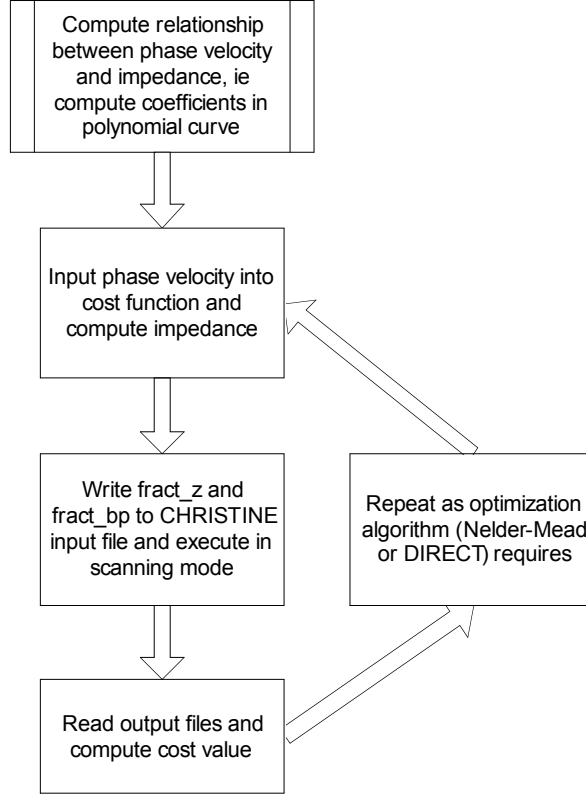 Compute relationship
between phase velocity
and impedance, ie
compute coefficients in
polynomial curve
Input phase velocity into
cost function and
compute impedance
Write fract_z and
fract_bp to CHRISTINE
input file and execute in
scanning mode
Repeat as optimization
algorithm (Nelder-Mead
or DIRECT) requires
Read output files and
compute cost value